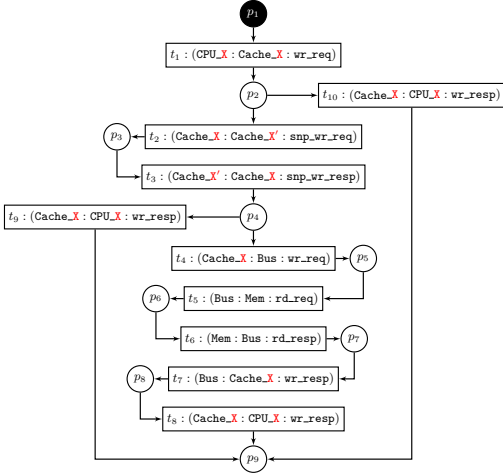 p₁
t₁ : (CPU_X : Cache_X : wr_req)
p₂
t₁₀ : (Cache_X : CPU_X : wr_resp)
p₃
t₂ : (Cache_X : Cache_X′ : snp_wr_req)
t₃ : (Cache_X′ : Cache_X : snp_wr_resp)
t₉ : (Cache_X : CPU_X : wr_resp)
p₄
t₄ : (Cache_X : Bus : wr_req)
p₅
p₆
t₅ : (Bus : Mem : rd_req)
t₆ : (Mem : Bus : rd_resp)
p₇
p₈
t₇ : (Bus : Cache_X : wr_resp)
t₈ : (Cache_X : CPU_X : wr_resp)
p₉